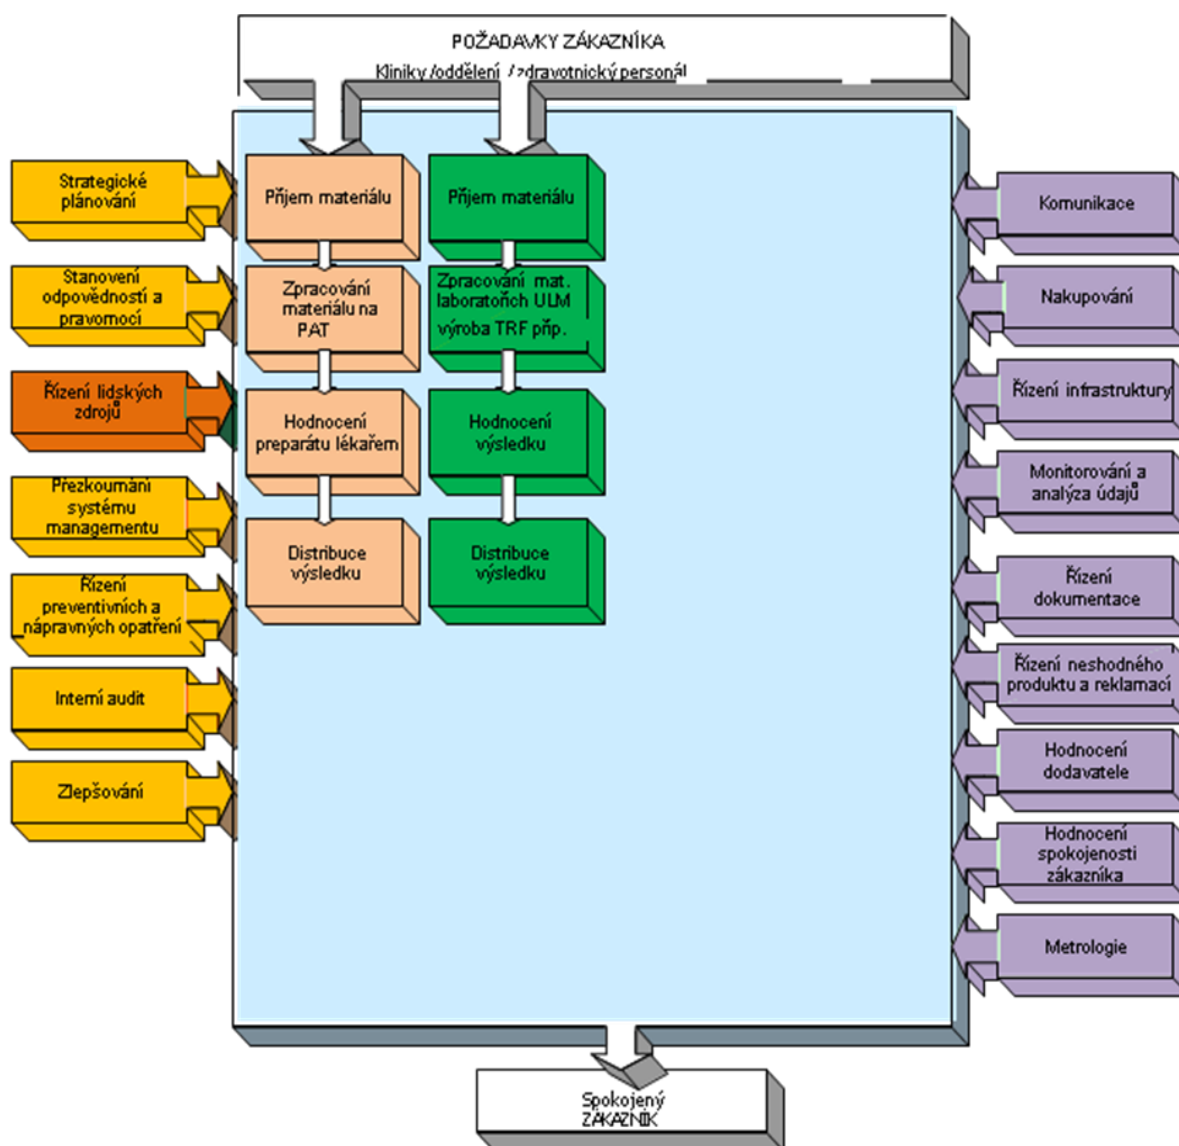 POŽADAVKY ZÁKAZNÍKA
Kliniky /oddělení / zdravotnický personál
Strategické
plánování
Stanovení
odpovědností a
pravomocí
Řízení lidských
zdrojů
Přezkoumání
systému
managementu
Řízení
preventivních a
nápravných opatření
Interní audit
Zlepšování
Příjem materiálu
Zpracování
materiálu na
PAT
Hodnocení
preparátu lékařem
Distribuce
výsledku
Příjem materiálu
Zpracování mat.
laboratořích ULM
výroba TRF příp.
Hodnocení
výsledku
Distribuce
výsledku
Komunikace
Nakupování
Řízení infrastruktury
Monitorování a
analýza údajů
Řízení
dokumentace
Řízení neshodného
produktu a reklamací
Hodnocení
dodavatele
Hodnocení
spokojenosti
zákazníka
Metrologie
Spokojený
ZÁKAZNÍK